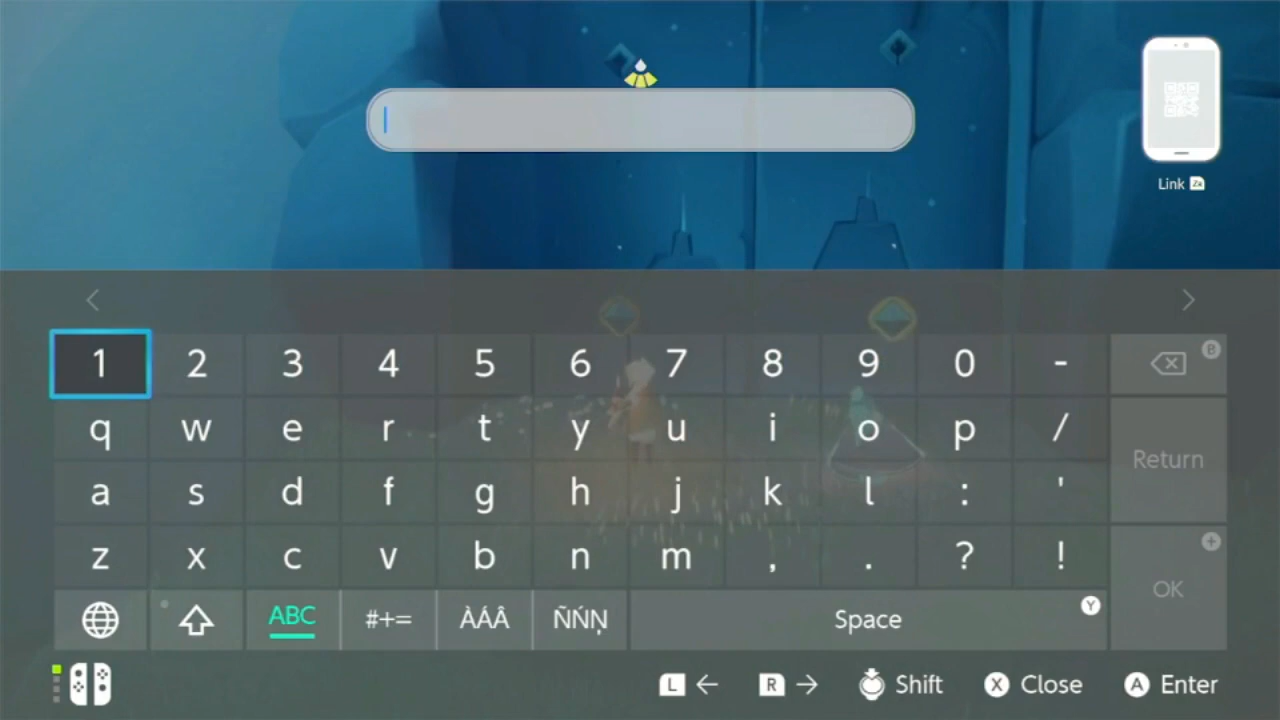 Link ZR
1 2 3 4 5 6 7 8 9 0 - B
q w e r t y u i o p /
Return
a s d f g h j k l : '
z x c v b n m , . ? ! +
OK
ABC #+= ÀÁÂ ÑŃŅ Space Y
L ← R → Shift X Close A Enter